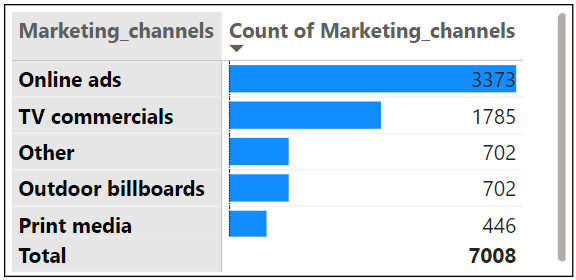 Marketing_channels Count of Marketing_channels
Online ads 3373
TV commercials 1785
Other 702
Outdoor billboards 702
Print media 446
Total 7008